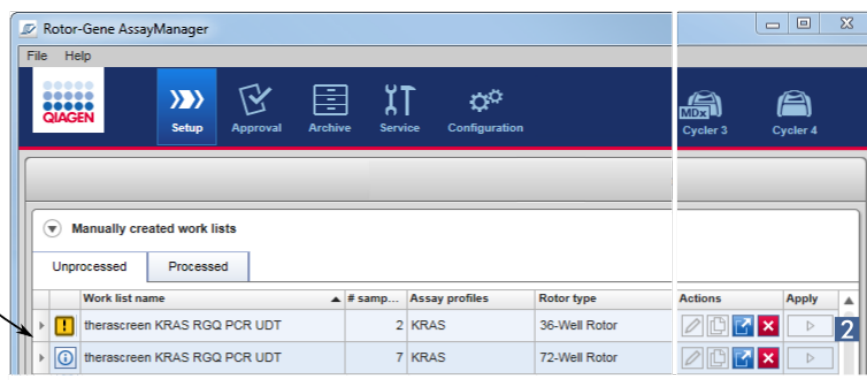 Rotor-Gene AssayManager
File Help
QIAGEN
Setup Approval Archive Service Configuration MDx Cycler 3 Cycler 4
Manually created work lists
Unprocessed Processed
Work list name # samp... Assay profiles Rotor type Actions Apply
! therascreen KRAS RGQ PCR UDT 2 KRAS 36-Well Rotor 2
i therascreen KRAS RGQ PCR UDT 7 KRAS 72-Well Rotor